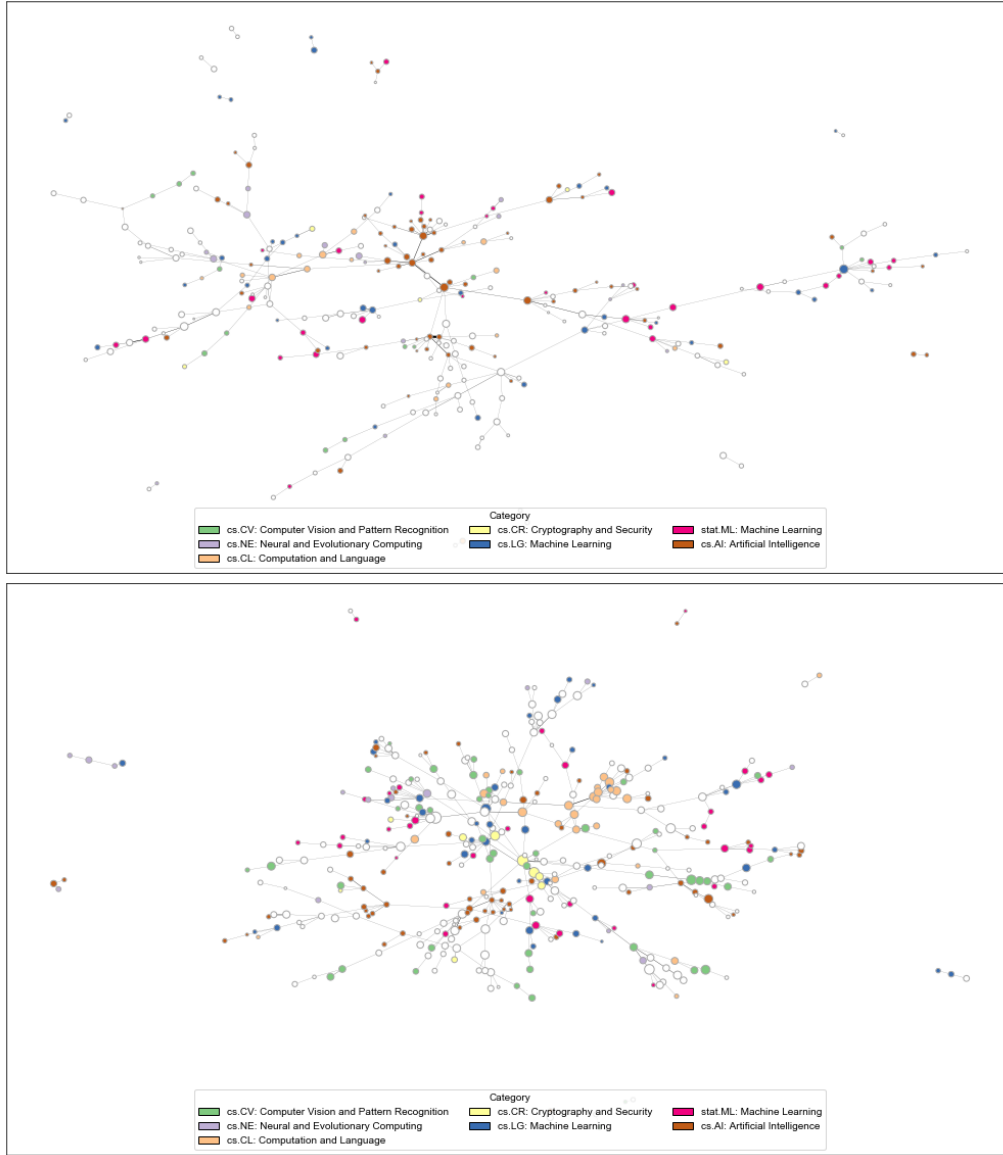 Category
cs.CV: Computer Vision and Pattern Recognition
cs.NE: Neural and Evolutionary Computing
cs.CL: Computation and Language
cs.CR: Cryptography and Security
cs.LG: Machine Learning
stat.ML: Machine Learning
cs.AI: Artificial Intelligence
Category
cs.CV: Computer Vision and Pattern Recognition
cs.NE: Neural and Evolutionary Computing
cs.CL: Computation and Language
cs.CR: Cryptography and Security
cs.LG: Machine Learning
stat.ML: Machine Learning
cs.AI: Artificial Intelligence